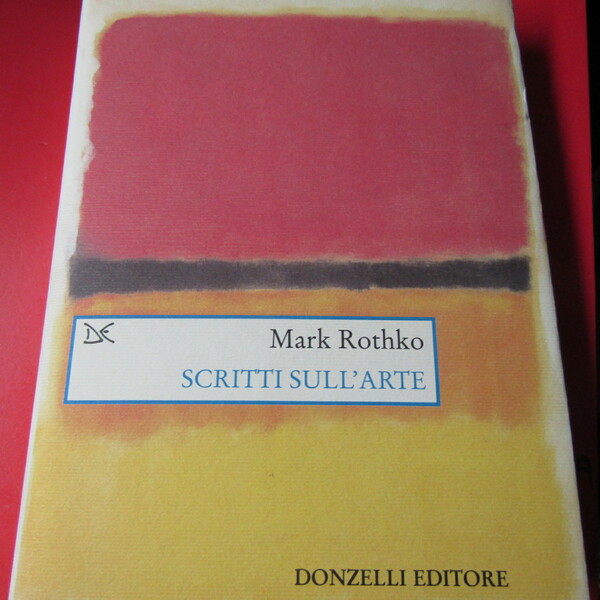 DE
Mark Rothko
SCRITTI SULL'ARTE
DONZELLI EDITORE